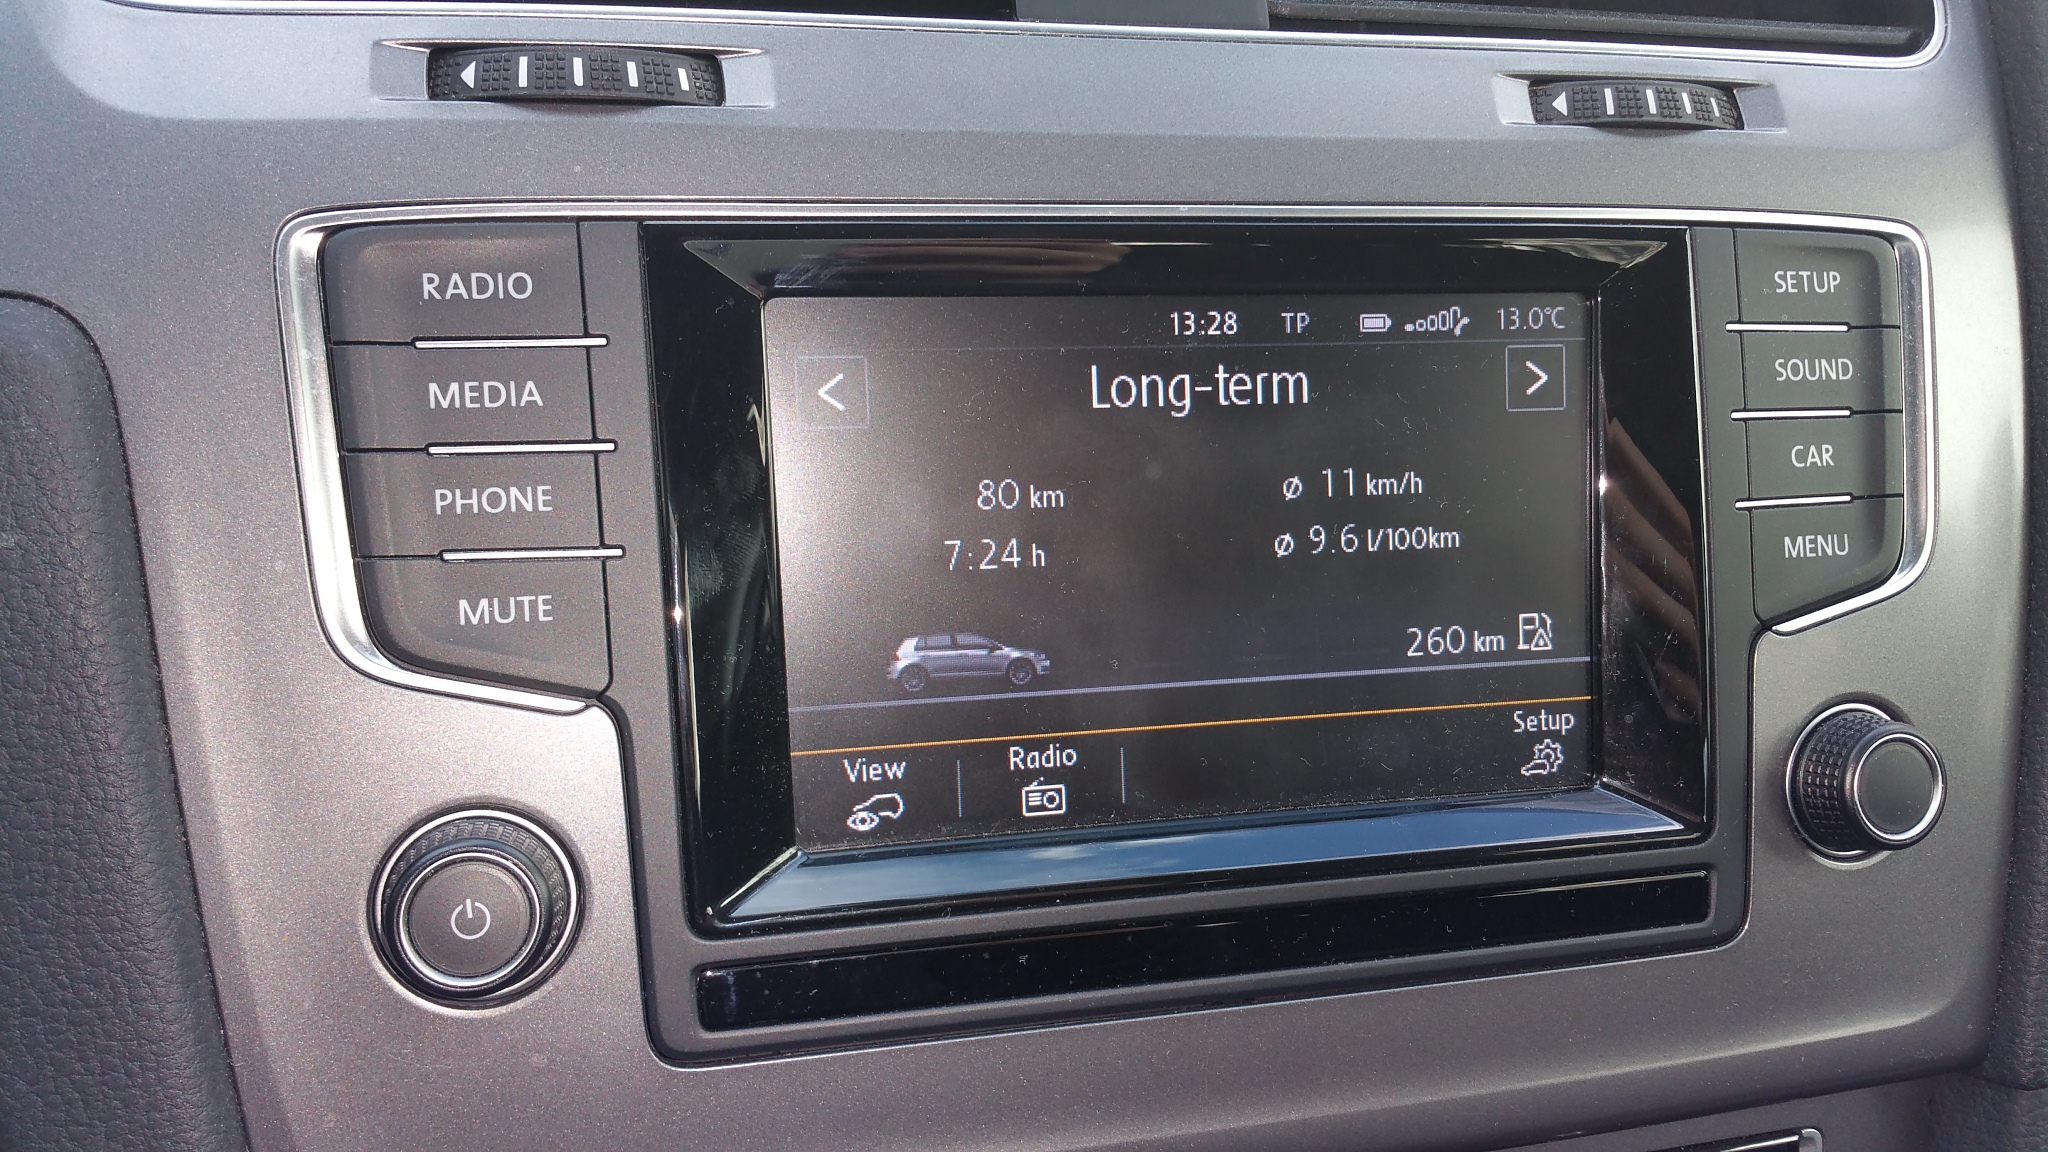 RADIO
MEDIA
PHONE
MUTE
13:28 TP 13.0°C
< Long-term >
80 km ø 11 km/h
7:24 h ø 9.6 l/100km
260 km
View Radio Setup
SETUP
SOUND
CAR
MENU